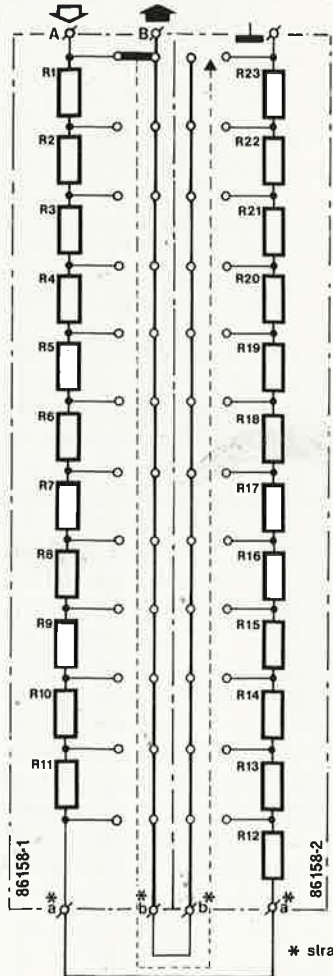 A
B
R1
R2
R3
R4
R5
R6
R7
R8
R9
R10
R11
86158-1
a*
b*
R23
R22
R21
R20
R19
R18
R17
R16
R15
R14
R13
R12
86158-2
b*
a*
* stra